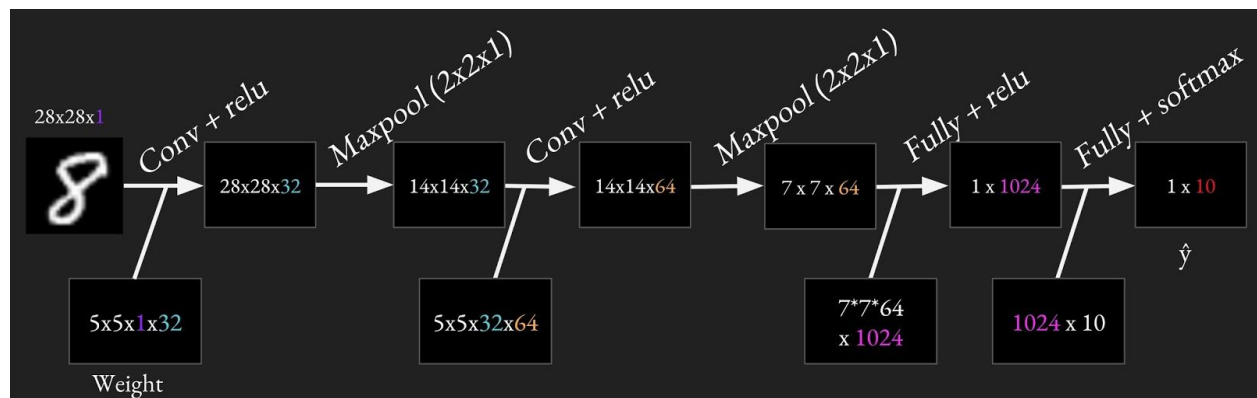 28x28x1
Conv + relu
Maxpool (2x2x1)
Conv + relu
Maxpool (2x2x1)
Fully + relu
Fully + softmax
8
28x28x32
14x14x32
14x14x64
7 x 7 x 64
1 x 1024
1 x 10
ŷ
5x5x1x32
5x5x32x64
7*7*64
x 1024
1024 x 10
Weight